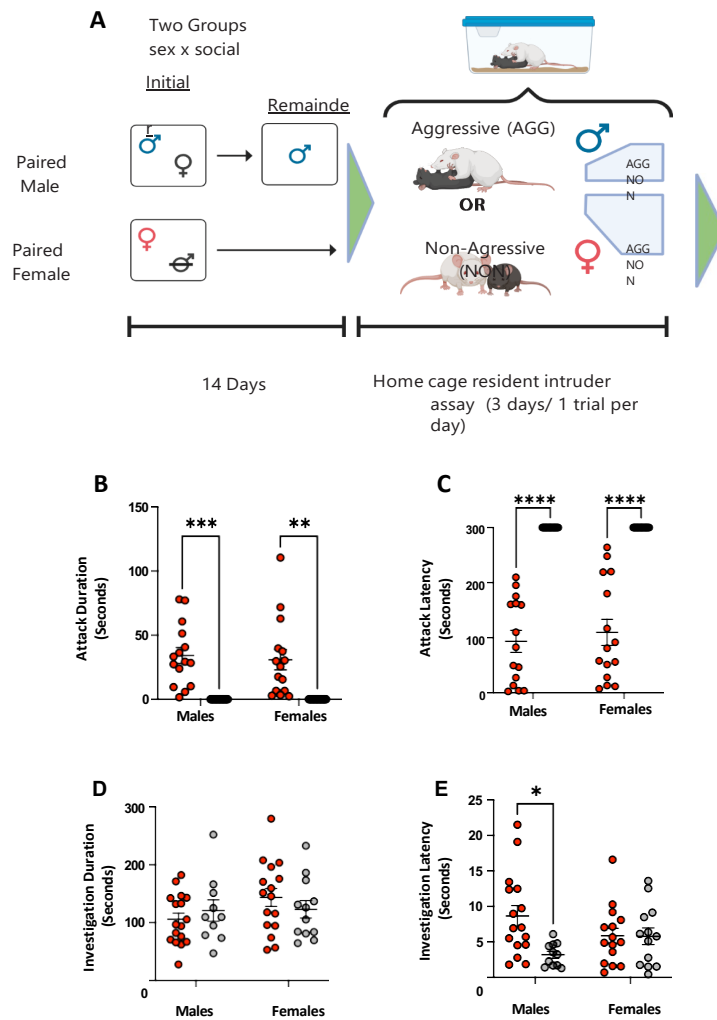 A
Two Groups
sex x social
Initial
r
Remainde
Paired
Male
Paired
Female
Aggressive (AGG)
OR
Non-Agressive
(NON)
AGG
NO
N
AGG
NO
N
14 Days
Home cage resident intruder
assay (3 days/ 1 trial per
day)
B
Attack Duration
(Seconds)
150
100
50
0
***
**
Males
Females
C
Attack Latency
(Seconds)
300
200
100
0
****
****
Males
Females
D
Investigation Duration
(Seconds)
300
200
100
0
Males
Females
E
Investigation Latency
(Seconds)
25
20
15
10
5
0
*
Males
Females